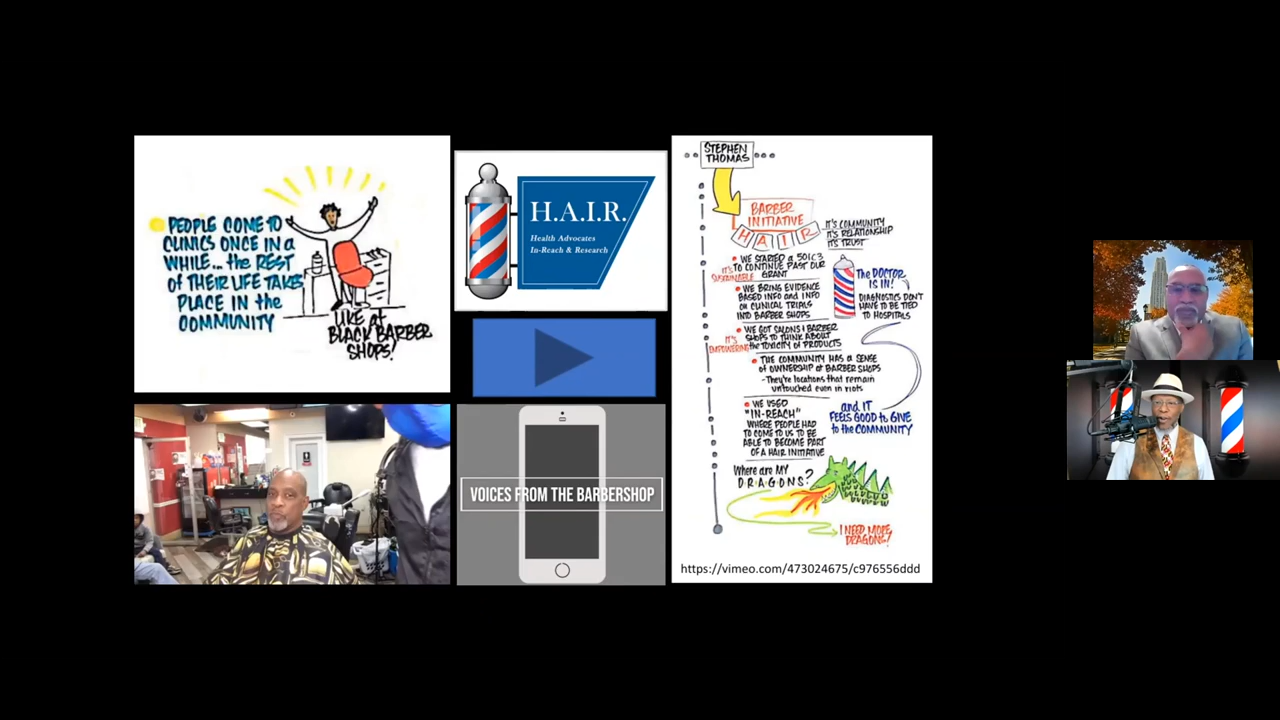 PEOPLE COME TO
CLINICS ONCE IN A
WHILE... the REST
of THEIR LIFE TAKES
PLACE IN the
COMMUNITY
LIKE at
BLACK BARBER
SHOPS!
H.A.I.R.
Health Advocates
In-Reach & Research
VOICES FROM THE BARBERSHOP
STEPHEN
THOMAS
BARBER
INITIATIVE
HAIR
IT'S COMMUNITY
IT'S RELATIONSHIP
IT'S TRUST
WE STARTED a 501C3
TO CONTINUE PAST OUR
GRANT
IT'S
SUSTAINABLE
WE BRING EVIDENCE
BASED INFO and INFO
ON CLINICAL TRIALS
INTO BARBER SHOPS
The DOCTOR
IS IN!
DIAGNOSTICS DON'T
HAVE TO BE TIED
TO HOSPITALS
WE GOT SALONS & BARBER
SHOPS TO THINK ABOUT
the TOXICITY OF PRODUCTS
IT'S
EMPOWERING
THE COMMUNITY HAS a SENSE
of OWNERSHIP at BARBER SHOPS
- They're locations that remain
untouched even in riots
WE USED
"IN-REACH"
WHERE PEOPLE HAD
TO COME TO US TO BE
ABLE TO BECOME PART
OF A HAIR INITIATIVE
and IT
FEELS GOOD to GIVE
to the COMMUNITY
Where are MY
DRAGONS?
I NEED MORE
DRAGONS!
https://vimeo.com/473024675/c976556ddd